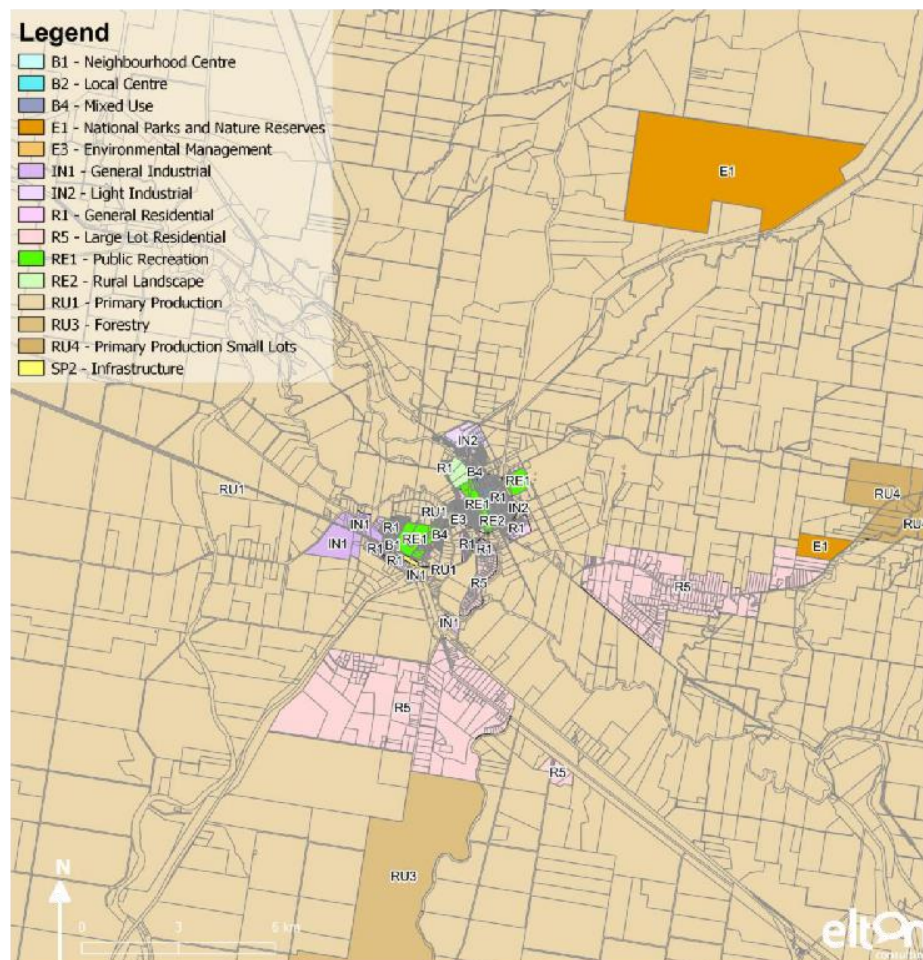 Legend
B1 - Neighbourhood Centre
B2 - Local Centre
B4 - Mixed Use
E1 - National Parks and Nature Reserves
E3 - Environmental Management
IN1 - General Industrial
IN2 - Light Industrial
R1 - General Residential
R5 - Large Lot Residential
RE1 - Public Recreation
RE2 - Rural Landscape
RU1 - Primary Production
RU3 - Forestry
RU4 - Primary Production Small Lots
SP2 - Infrastructure
E1
IN2
R1 B4
RE1
RU1
RE1 R1
RU4
RU1
IN2
IN1
R1
E3
RE2
R1
RU
IN1
R1
B1
RE1
B4
R1
R1
E1
R1
IN1
RU1
R5
R5
IN1
R5
R5
RU3
N
0 3 6 km
elton
consulting